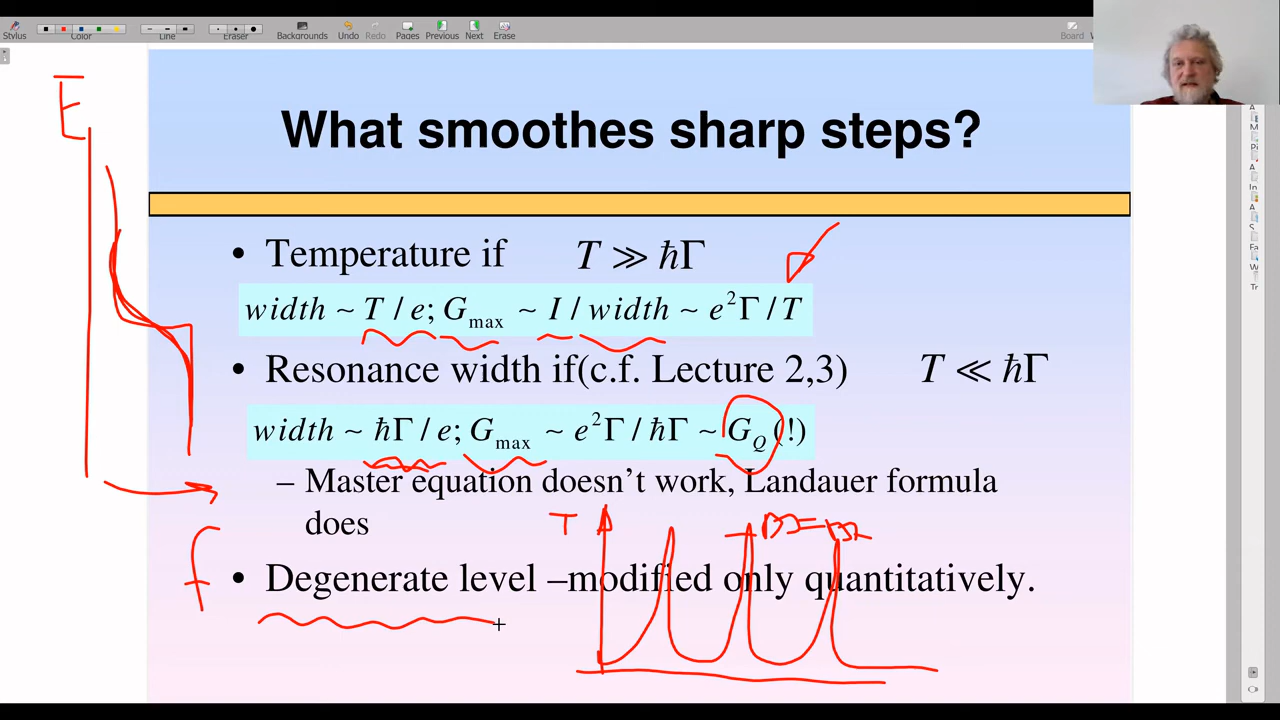 Stylus Color Line Eraser Backgrounds Undo Redo Pages Previous Next Erase Board
What smoothes sharp steps?
E
• Temperature if T ≫ ħΓ
width ~ T / e; G_max ~ I / width ~ e²Γ / T
• Resonance width if(c.f. Lecture 2,3) T ≪ ħΓ
width ~ ħΓ / e; G_max ~ e²Γ / ħΓ ~ G_Q (!)
– Master equation doesn't work, Landauer formula
does
T
f
• Degenerate level –modified only quantitatively.